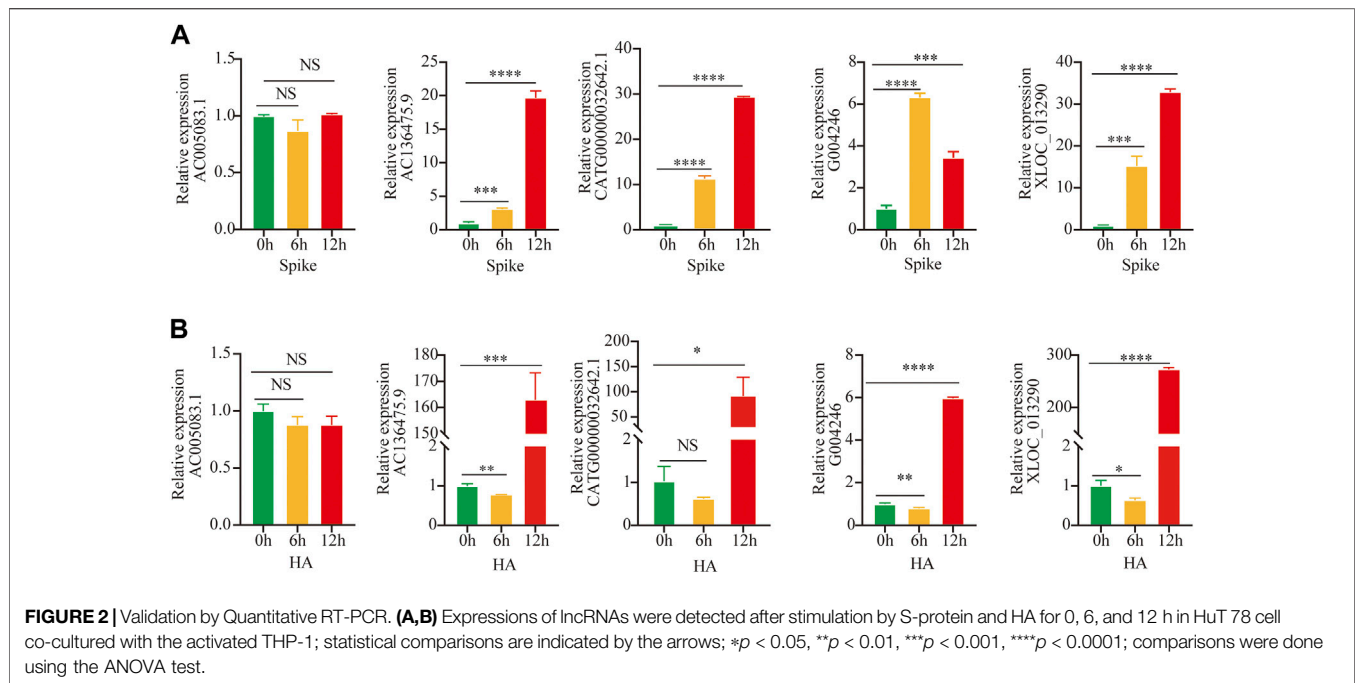 A
Relative expression
AC005083.1
1.5
1.0
0.5
0.0
NS
NS
0h 6h 12h
Spike
Relative expression
AC136475.9
25
20
15
10
5
0
****
***
0h 6h 12h
Spike
Relative expression
CATG00000032642.1
40
30
20
10
0
****
****
0h 6h 12h
Spike
Relative expression
G004246
8
6
4
2
0
***
****
0h 6h 12h
Spike
Relative expression
XLOC_013290
40
30
20
10
0
****
***
0h 6h 12h
Spike
B
Relative expression
AC005083.1
1.5
1.0
0.5
0.0
NS
NS
0h 6h 12h
HA
Relative expression
AC136475.9
180
170
160
150
2
1
0
***
**
0h 6h 12h
HA
Relative expression
CATG00000032642.1
200
150
100
50
2
1
0
*
NS
0h 6h 12h
HA
Relative expression
G004246
8
6
4
2
0
****
**
0h 6h 12h
HA
Relative expression
XLOC_013290
300
200
2
1
0
****
*
0h 6h 12h
HA
FIGURE 2 | Validation by Quantitative RT-PCR. (A,B) Expressions of lncRNAs were detected after stimulation by S-protein and HA for 0, 6, and 12 h in HuT 78 cell
co-cultured with the activated THP-1; statistical comparisons are indicated by the arrows; *p < 0.05, **p < 0.01, ***p < 0.001, ****p < 0.0001; comparisons were done
using the ANOVA test.